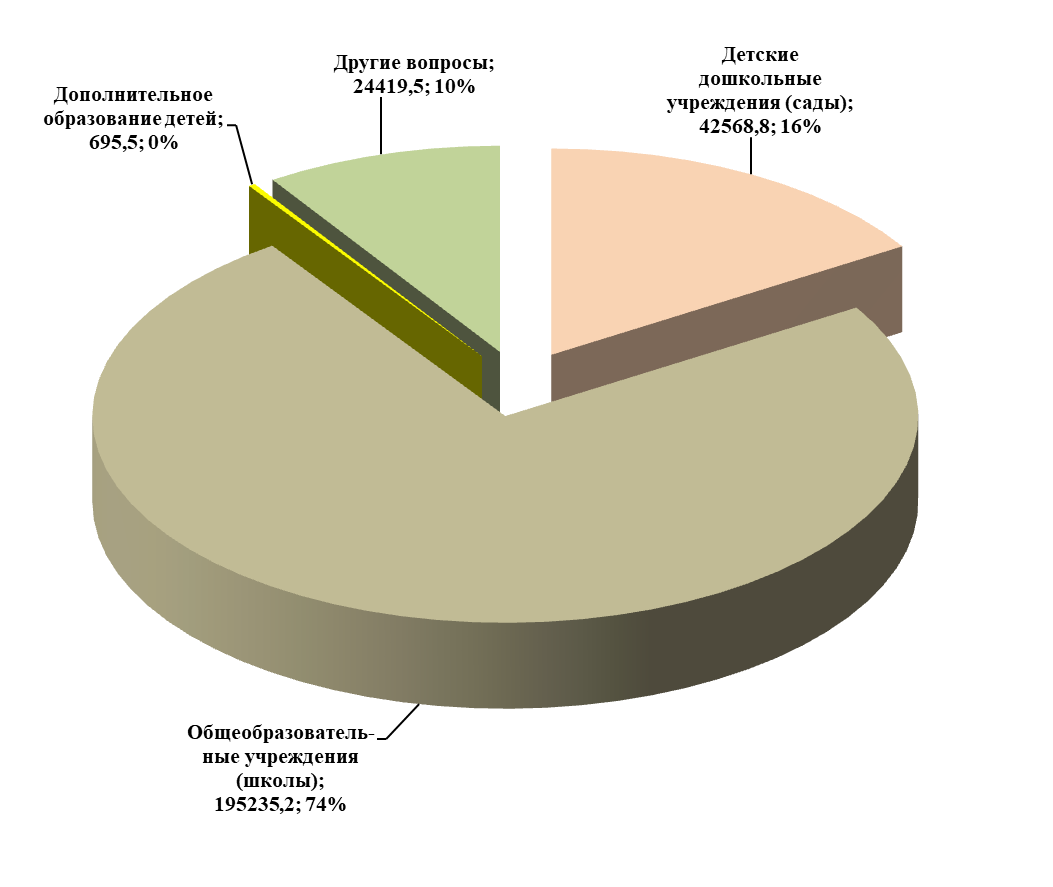 Другие вопросы;
24419,5; 10%
Детские
дошкольные
учреждения (сады);
42568,8; 16%
Дополнительное
образование детей;
695,5; 0%
Общеобразователь-
ные учреждения
(школы);
195235,2; 74%